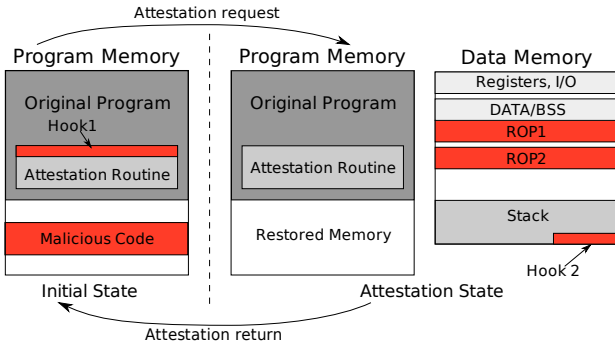 Attestation request
Program Memory
Program Memory
Data Memory
Original Program
Hook1
Attestation Routine
Malicious Code
Original Program
Attestation Routine
Restored Memory
Registers, I/O
DATA/BSS
ROP1
ROP2
Stack
Hook 2
Initial State
Attestation State
Attestation return